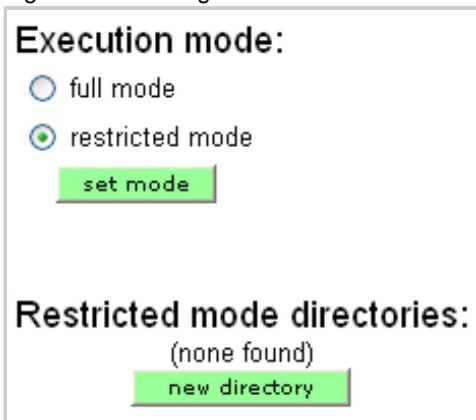 Execution mode:
full mode
restricted mode
set mode
Restricted mode directories:
(none found)
new directory